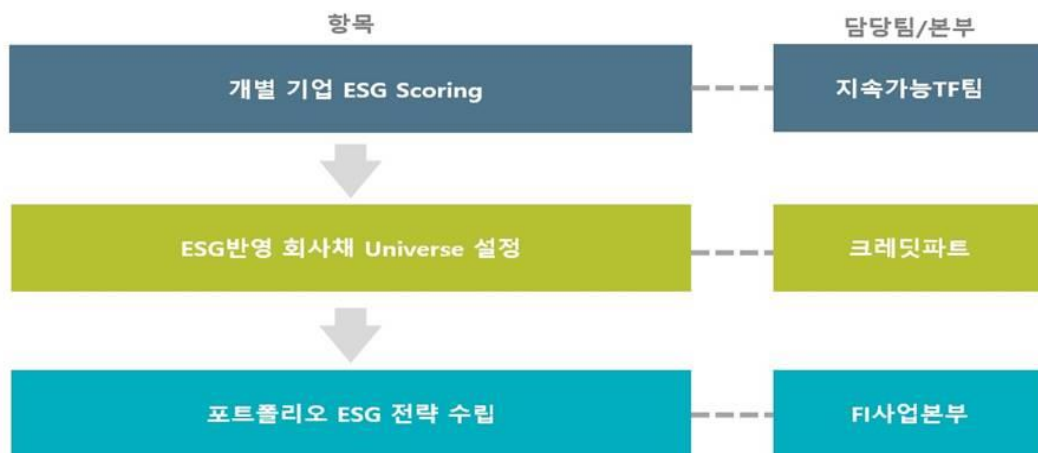 항목
담당팀/본부
개별 기업 ESG Scoring
지속가능TF팀
ESG반영 회사채 Universe 설정
크레딧파트
포트폴리오 ESG 전략 수립
FI사업본부